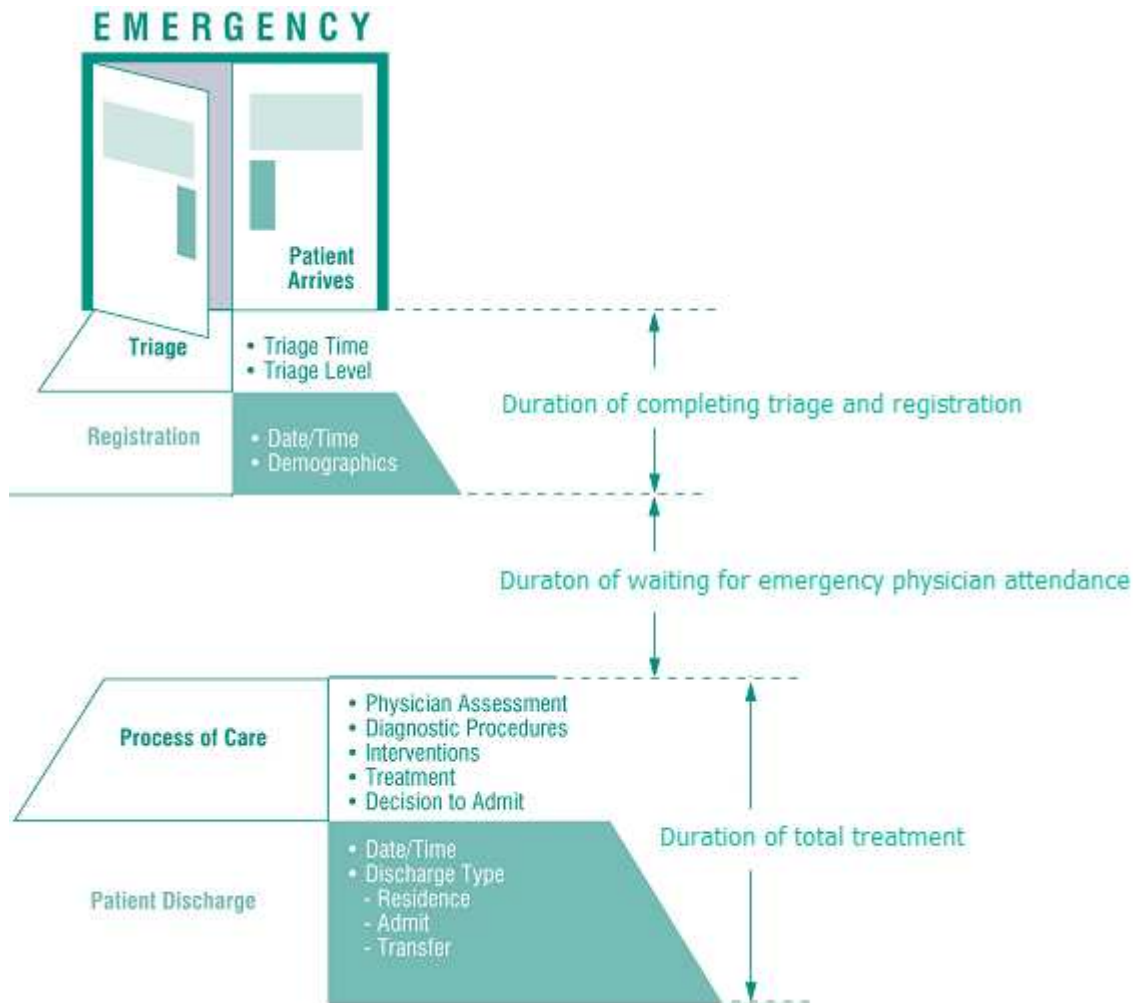 EMERGENCY
Patient
Arrives
Triage
• Triage Time
• Triage Level
Duration of completing triage and registration
Registration
• Date/Time
• Demographics
Duraton of waiting for emergency physician attendance
Process of Care
• Physician Assessment
• Diagnostic Procedures
• Interventions
• Treatment
• Decision to Admit
Duration of total treatment
Patient Discharge
• Date/Time
• Discharge Type
- Residence
- Admit
- Transfer